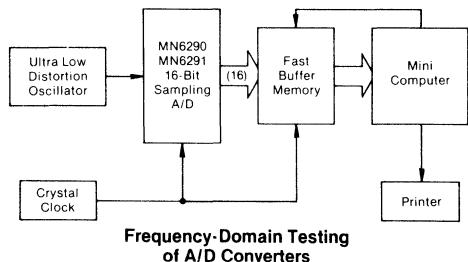 Ultra Low
Distortion
Oscillator
MN6290
MN6291
16-Bit
Sampling
A/D
(16)
Fast
Buffer
Memory
Mini
Computer
Crystal
Clock
Printer
Frequency-Domain Testing
of A/D Converters